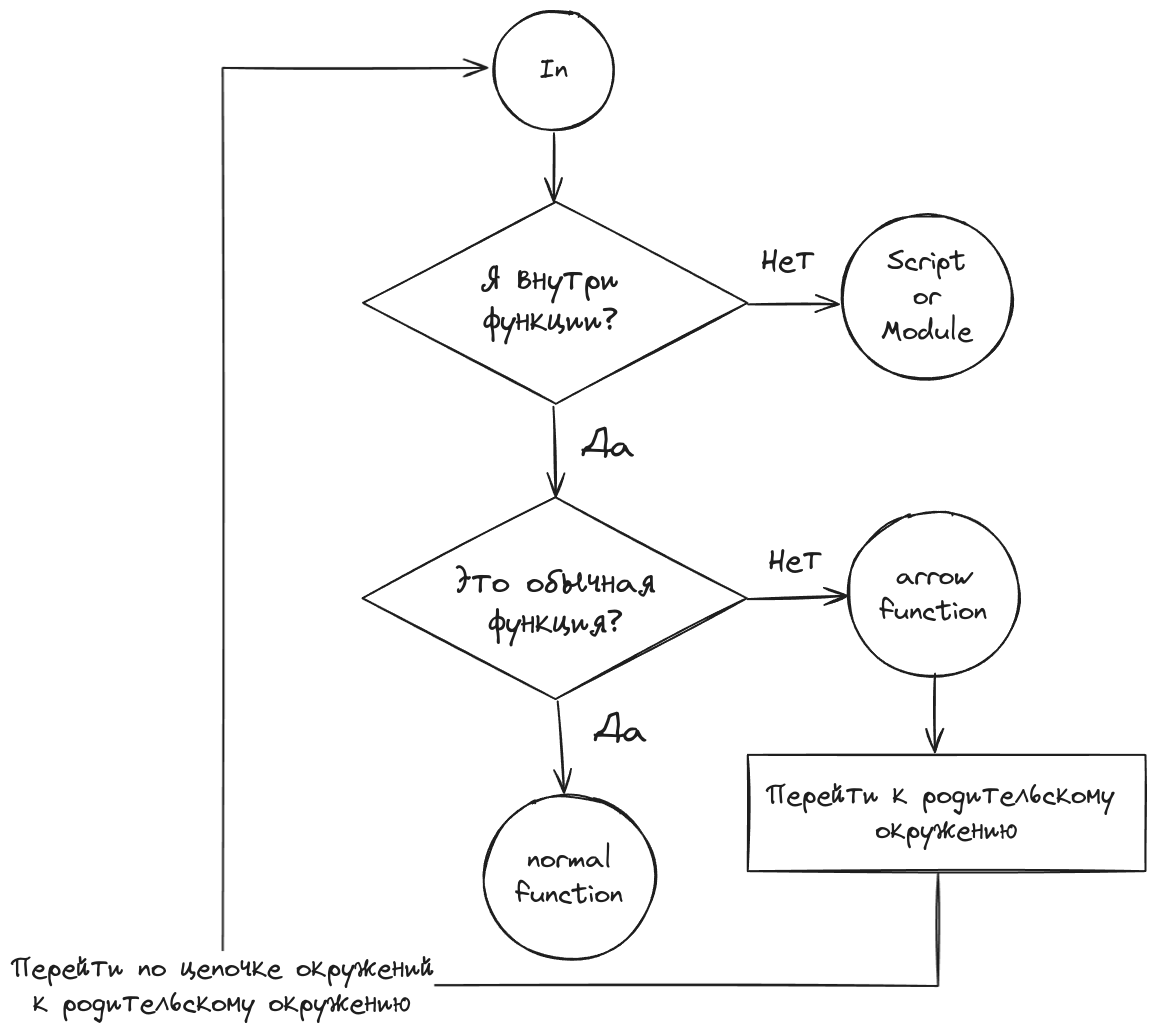 In
Я внутри
функции?
Нет
Script
or
Module
Да
Это обычная
функция?
Нет
arrow
function
Да
Перейти к родительскому
окружению
normal
function
Перейти по цепочке окружений
к родительскому окружению